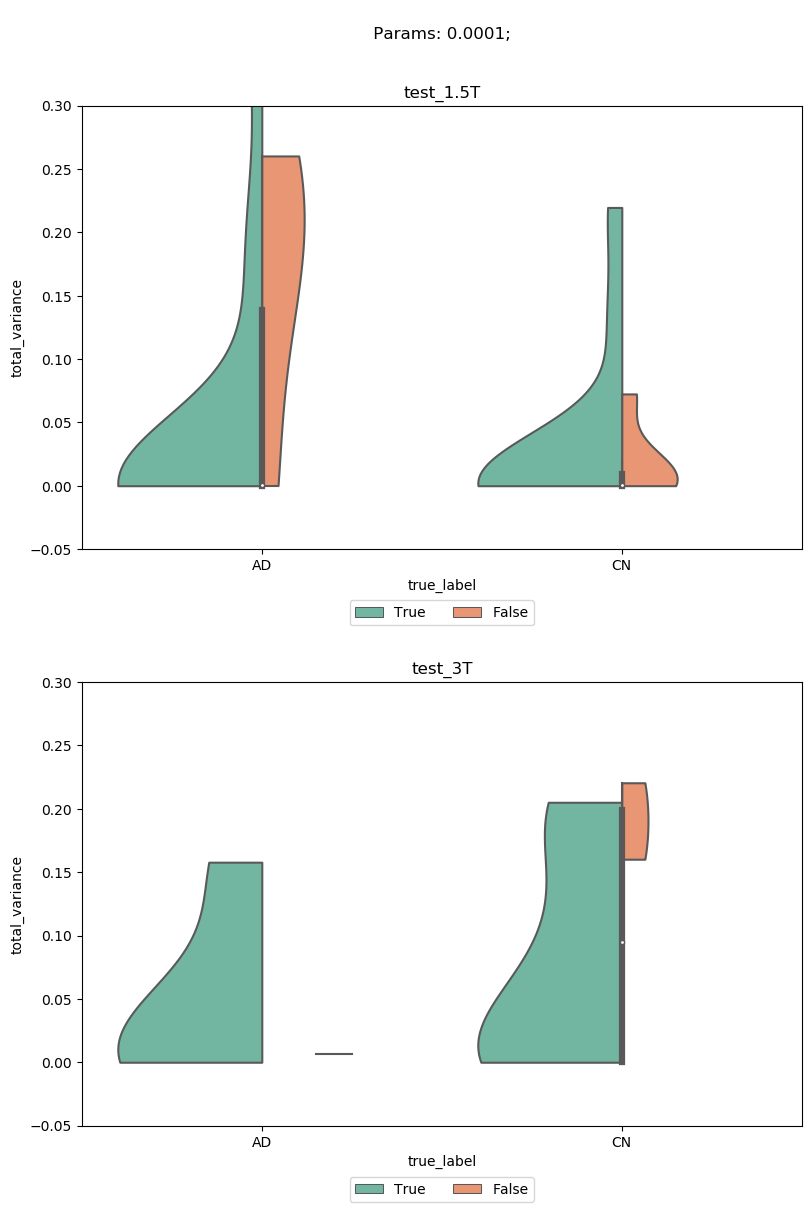 Params: 0.0001;
test_1.5T
0.30
0.25
0.20
0.15
0.10
0.05
0.00
−0.05
total_variance
AD CN
true_label
True False
test_3T
0.30
0.25
0.20
0.15
0.10
0.05
0.00
−0.05
total_variance
AD CN
true_label
True False